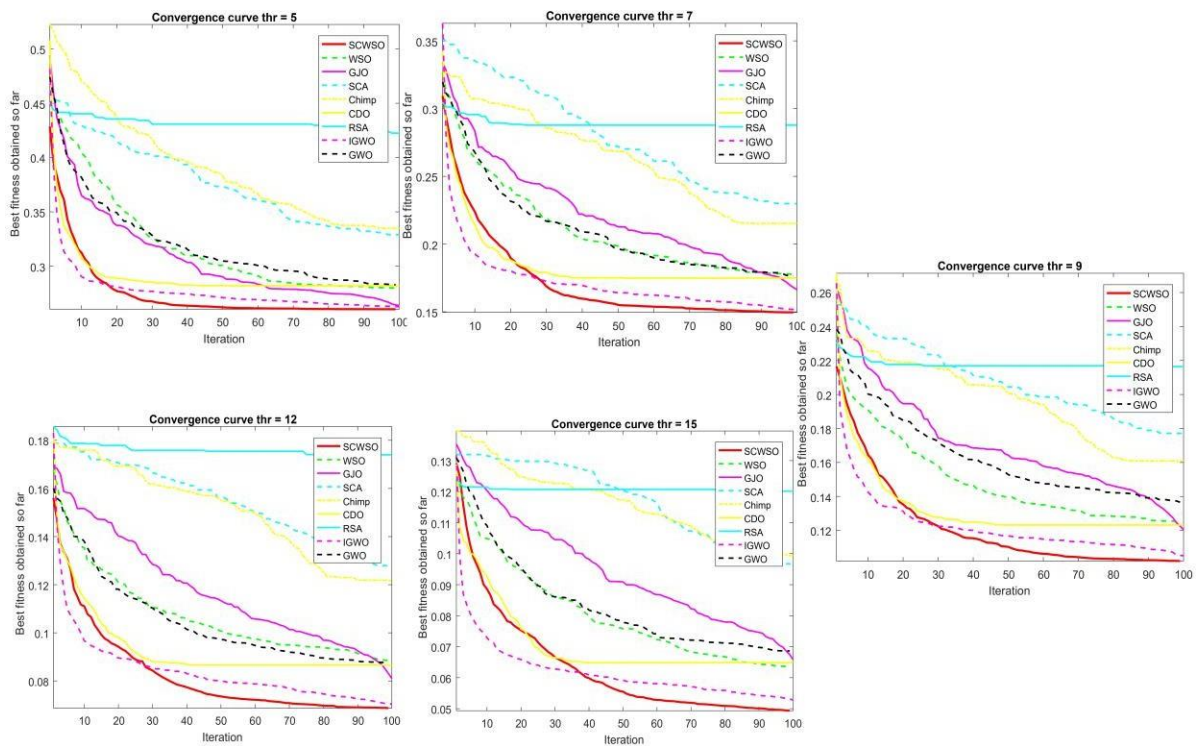 Convergence curve thr = 5
Best fitness obtained so far
0.5
0.45
0.4
0.35
0.3
SCWSO
WSO
GJO
SCA
Chimp
CDO
RSA
IGWO
GWO
10 20 30 40 50 60 70 80 90 100
Iteration
Convergence curve thr = 7
Best fitness obtained so far
0.35
0.3
0.25
0.2
0.15
SCWSO
WSO
GJO
SCA
Chimp
CDO
RSA
IGWO
GWO
10 20 30 40 50 60 70 80 90 100
Iteration
Convergence curve thr = 9
Best fitness obtained so far
0.26
0.24
0.22
0.2
0.18
0.16
0.14
0.12
SCWSO
WSO
GJO
SCA
Chimp
CDO
RSA
IGWO
GWO
10 20 30 40 50 60 70 80 90 100
Iteration
Convergence curve thr = 12
Best fitness obtained so far
0.18
0.16
0.14
0.12
0.1
0.08
SCWSO
WSO
GJO
SCA
Chimp
CDO
RSA
IGWO
GWO
10 20 30 40 50 60 70 80 90 100
Iteration
Convergence curve thr = 15
Best fitness obtained so far
0.13
0.12
0.11
0.1
0.09
0.08
0.07
0.06
0.05
SCWSO
WSO
GJO
SCA
Chimp
CDO
RSA
IGWO
GWO
10 20 30 40 50 60 70 80 90 100
Iteration